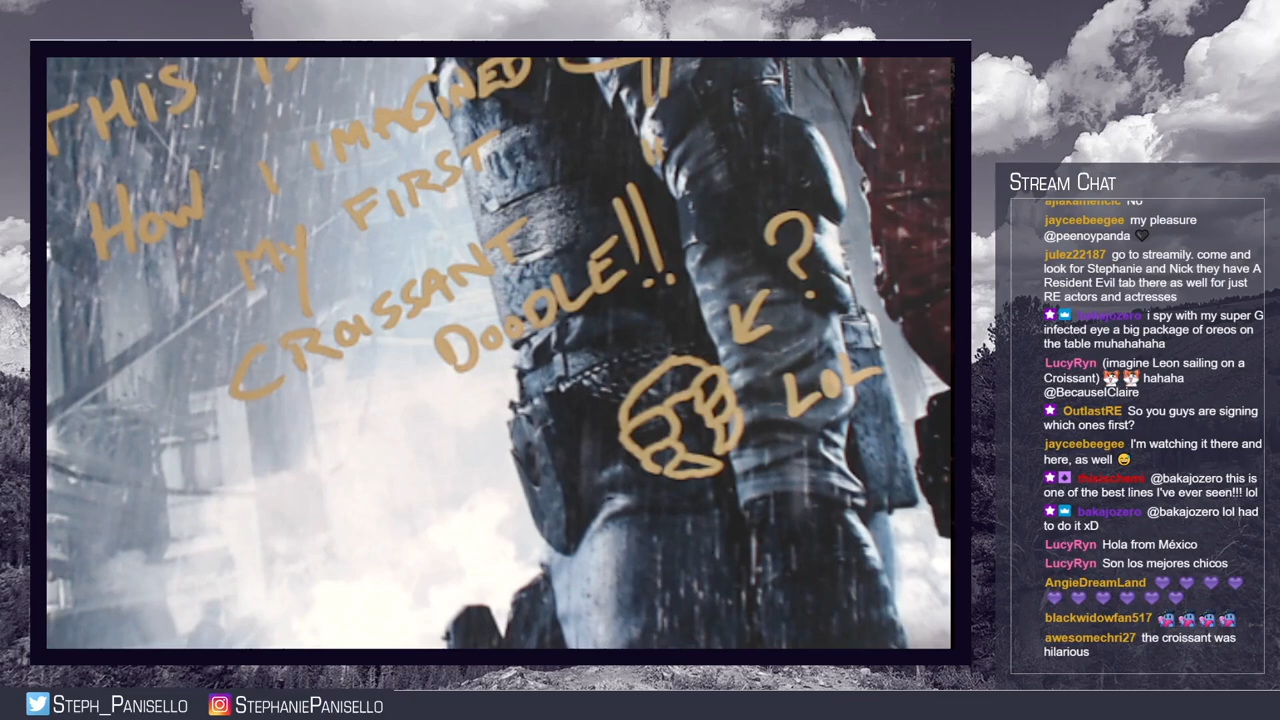 THIS IS
HOW I IMAGINED
MY FIRST
CROISSANT
DOODLE!!
?
LOL
STREAM CHAT
ajlakamencic No
jayceebeegee my pleasure
@peenoypanda
julez22187 go to streamily. come and
look for Stephanie and Nick they have A
Resident Evil tab there as well for just
RE actors and actresses
bakajozero i spy with my super G
infected eye a big package of oreos on
the table muhahahaha
LucyRyn (imagine Leon sailing on a
Croissant) hahaha
@BecauseIClaire
OutlastRE So you guys are signing
which ones first?
jayceebeegee I'm watching it there and
here, as well
@bakajozero this is
one of the best lines I've ever seen!!! lol
bakajozero @bakajozero lol had
to do it xD
LucyRyn Hola from México
LucyRyn Son los mejores chicos
AngieDreamLand
blackwidowfan517
awesomechri27 the croissant was
hilarious
STEPH_PANISELLO STEPHANIEPANISELLO